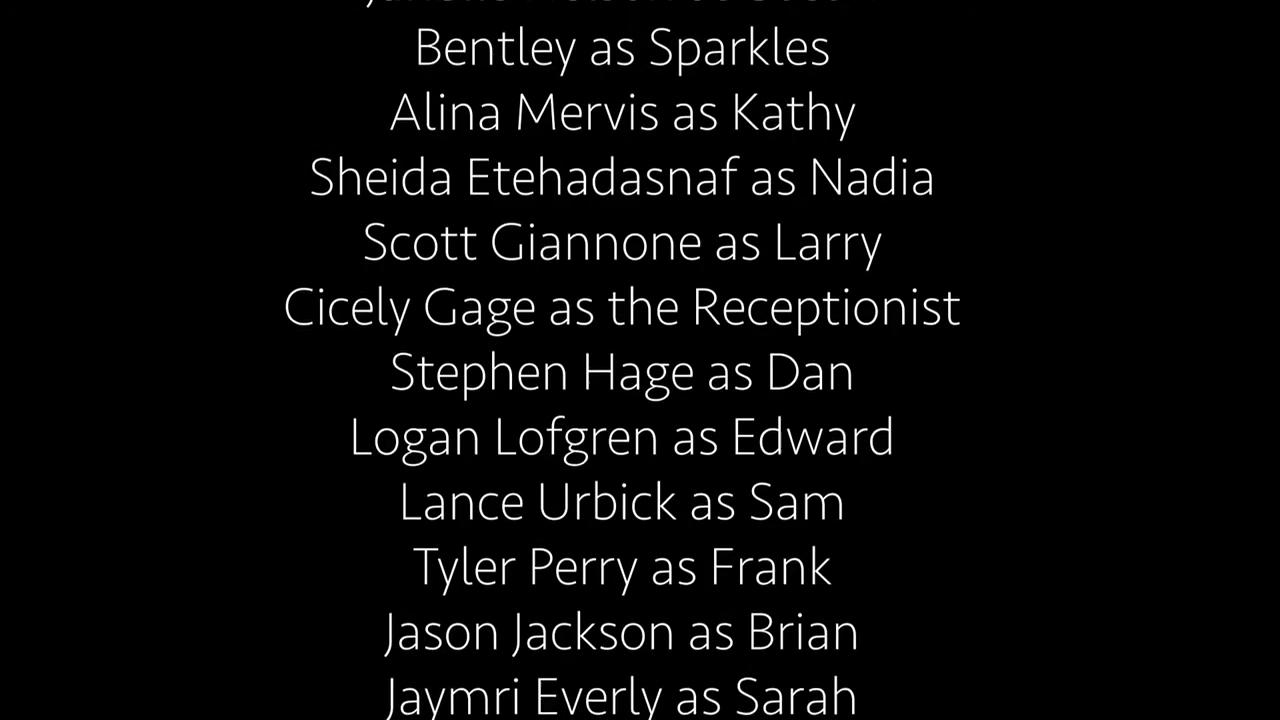 Bentley as Sparkles
Alina Mervis as Kathy
Sheida Etehadasnaf as Nadia
Scott Giannone as Larry
Cicely Gage as the Receptionist
Stephen Hage as Dan
Logan Lofgren as Edward
Lance Urbick as Sam
Tyler Perry as Frank
Jason Jackson as Brian
Jaymri Everly as Sarah